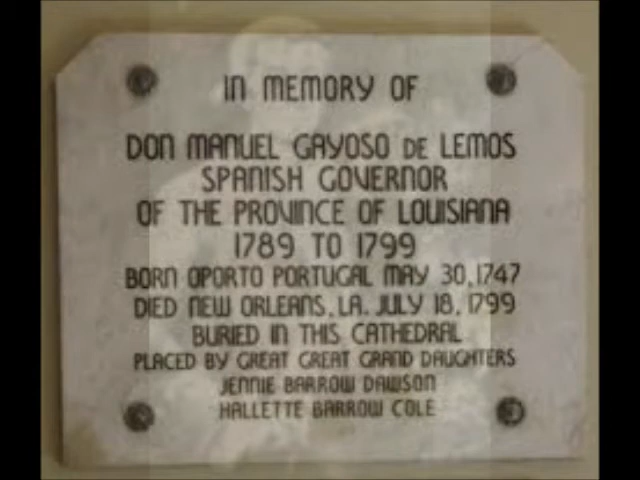 IN MEMORY OF
DON MANUEL GAYOSO DE LEMOS
SPANISH GOVERNOR
OF THE PROVINCE OF LOUISIANA
1789 TO 1799
BORN OPORTO PORTUGAL MAY 30, 1747
DIED NEW ORLEANS, LA. JULY 18, 1799
BURIED IN THIS CATHEDRAL
PLACED BY GREAT GREAT GRAND DAUGHTERS
JENNIE BARROW DAWSON
HALLETTE BARROW COLE